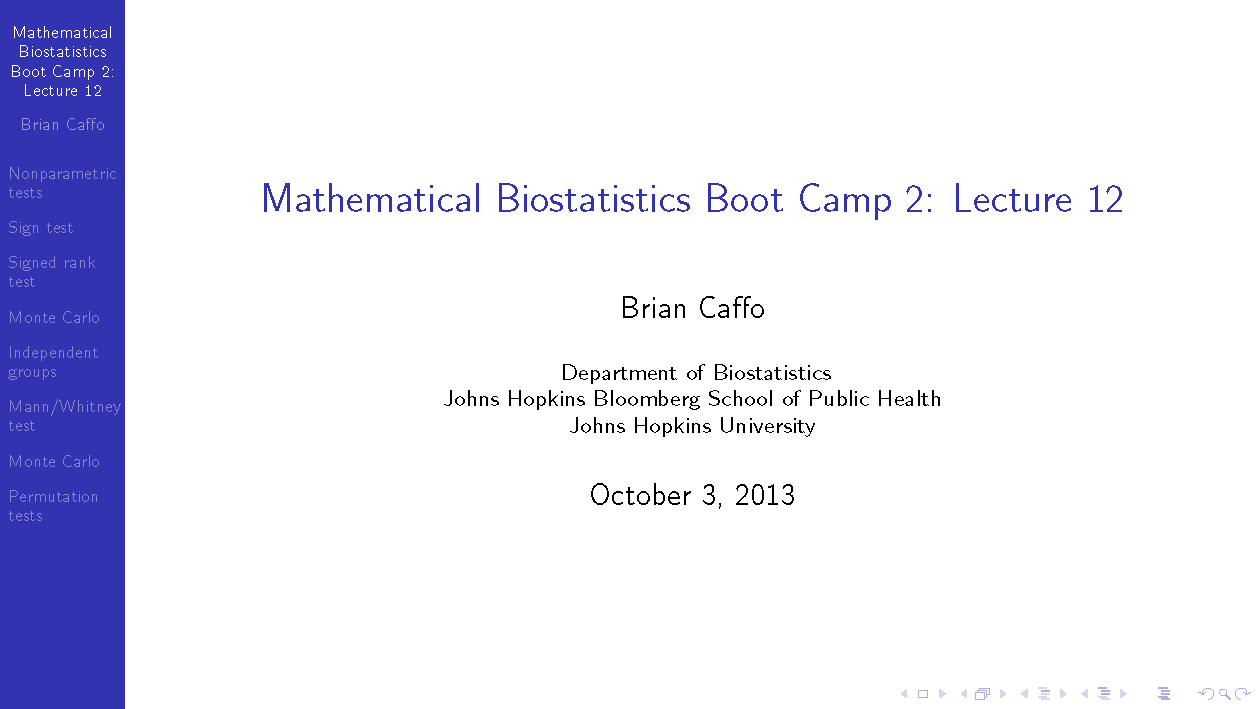 Mathematical
Biostatistics
Boot Camp 2:
Lecture 12
Brian Caffo
Nonparametric
tests
Sign test
Signed rank
test
Monte Carlo
Independent
groups
Mann/Whitney
test
Monte Carlo
Permutation
tests
Mathematical Biostatistics Boot Camp 2: Lecture 12
Brian Caffo
Department of Biostatistics
Johns Hopkins Bloomberg School of Public Health
Johns Hopkins University
October 3, 2013